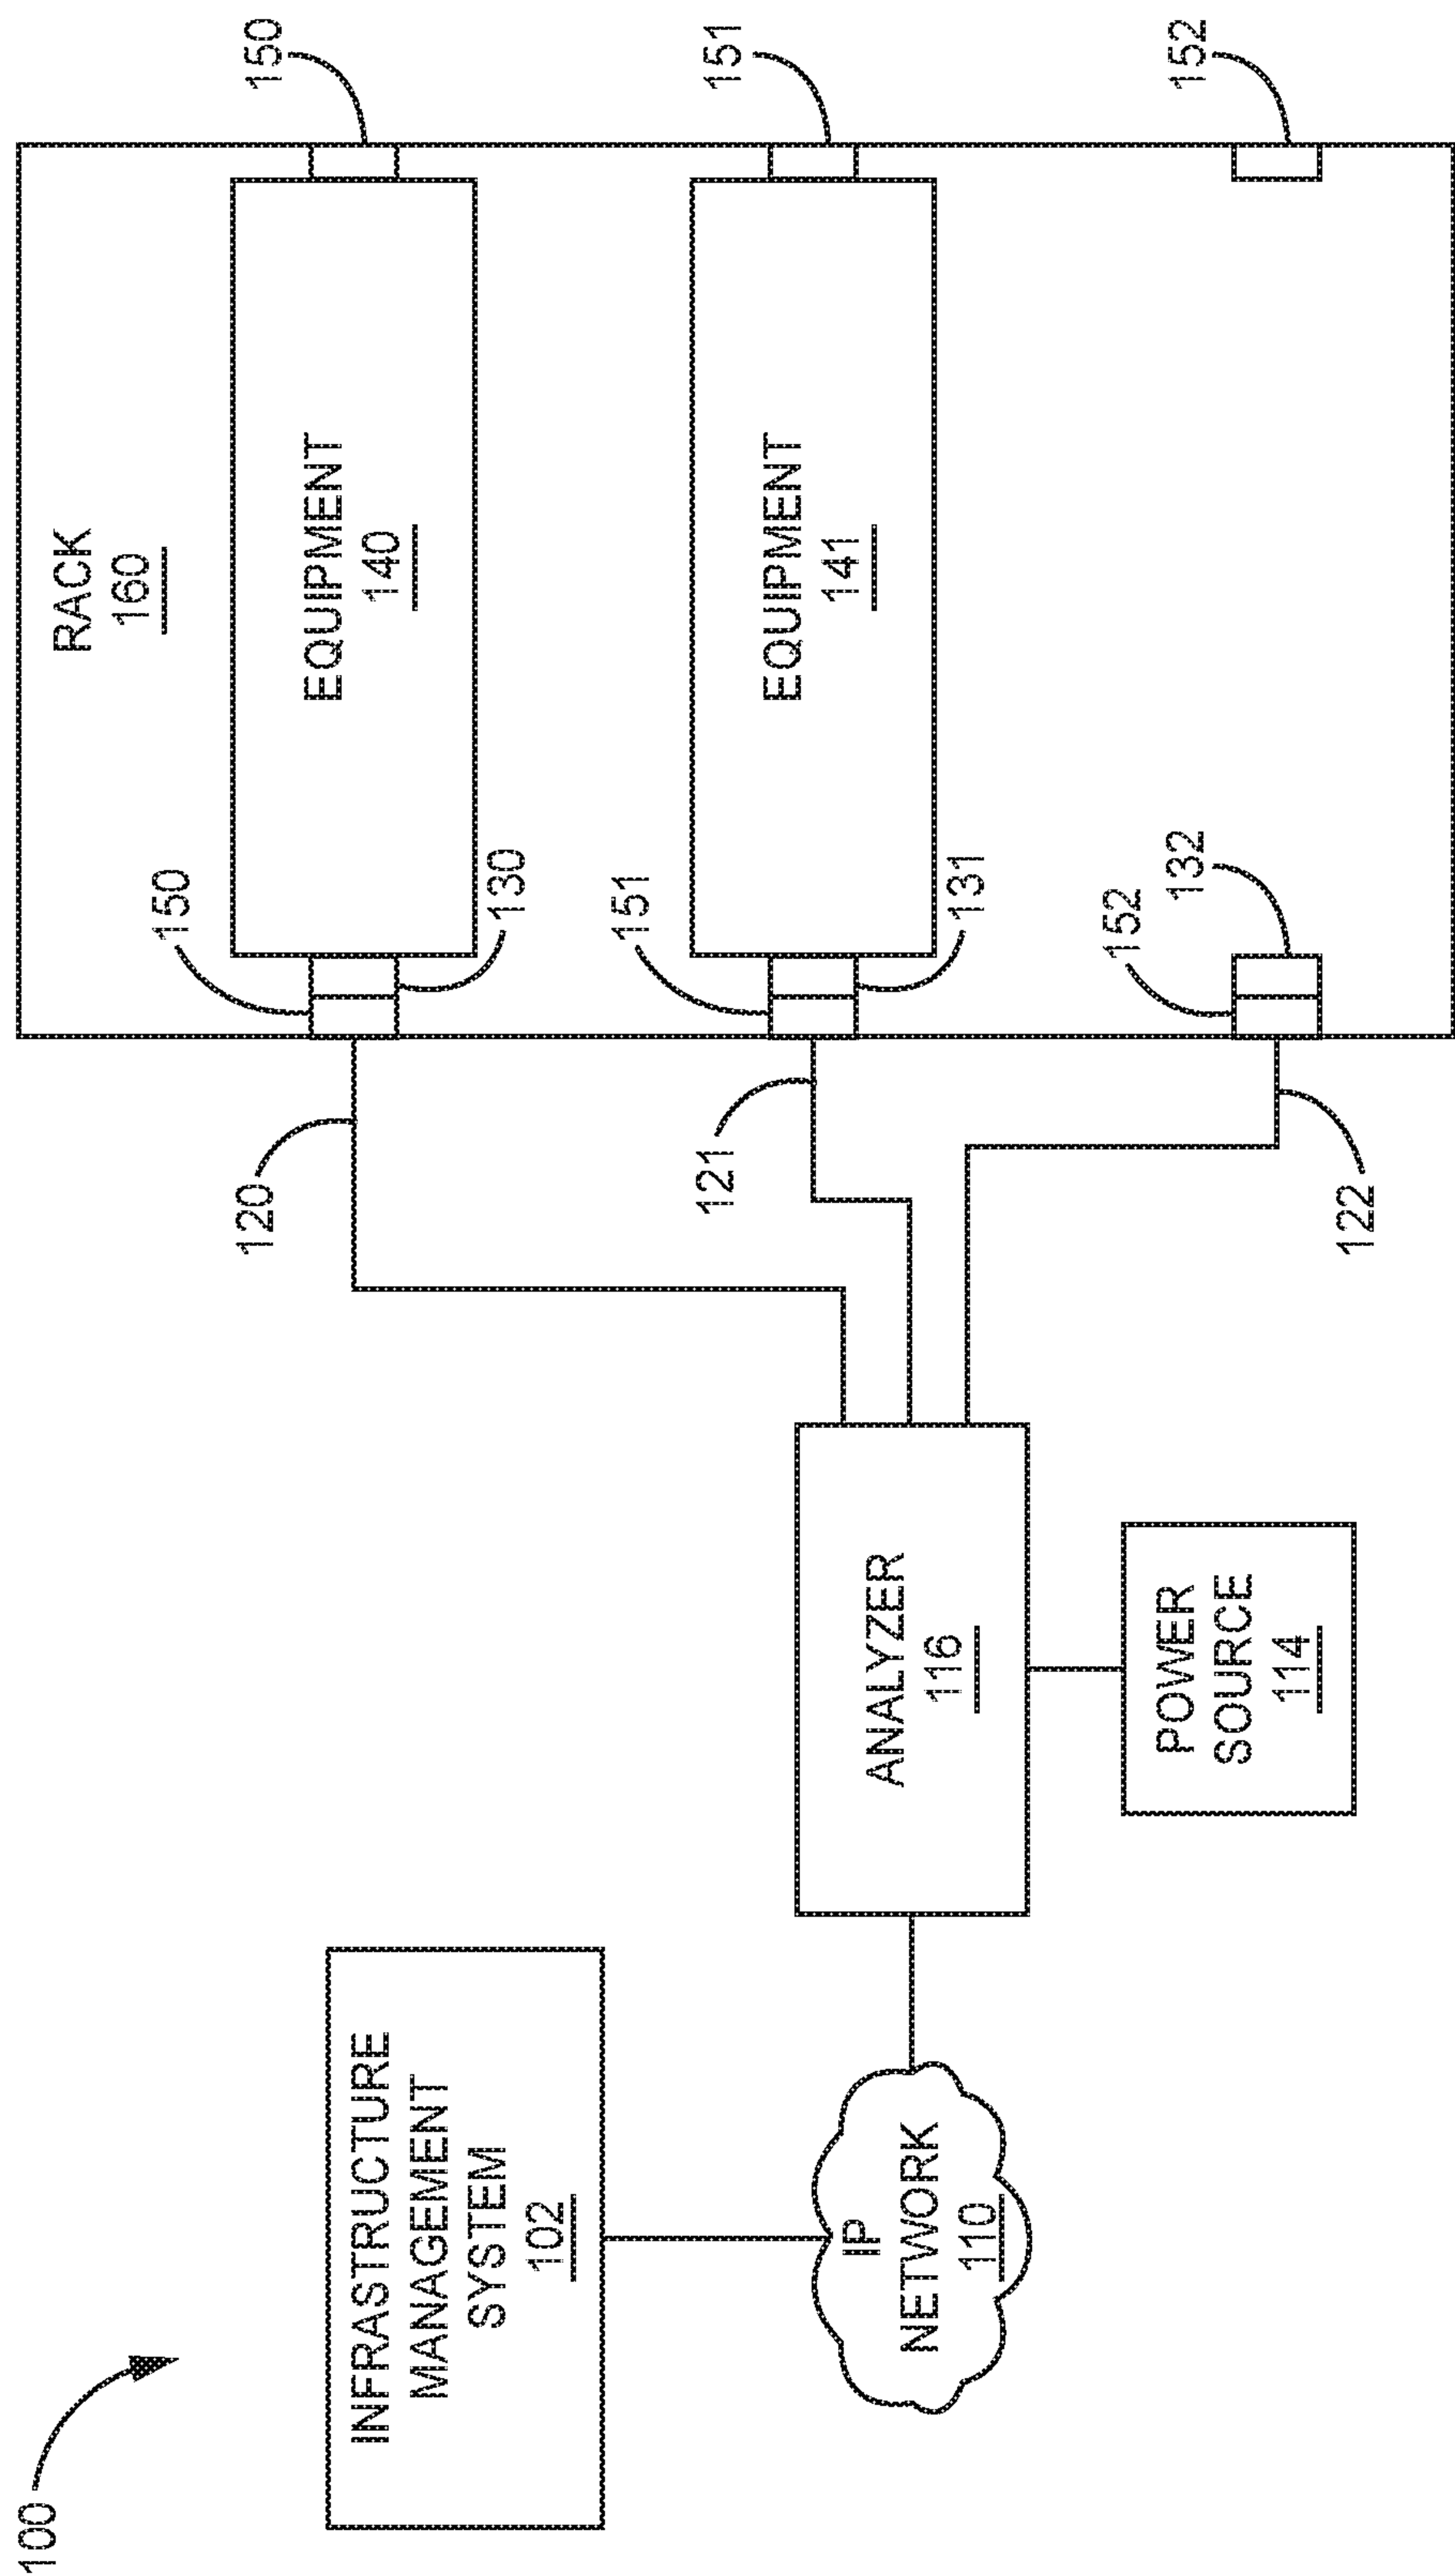 100
INFRASTRUCTURE
MANAGEMENT
SYSTEM
102
IP
NETWORK
110
ANALYZER
116
POWER
SOURCE
114
120
121
122
RACK
160
150
EQUIPMENT
140
150
130
151
EQUIPMENT
141
151
131
152
132
152